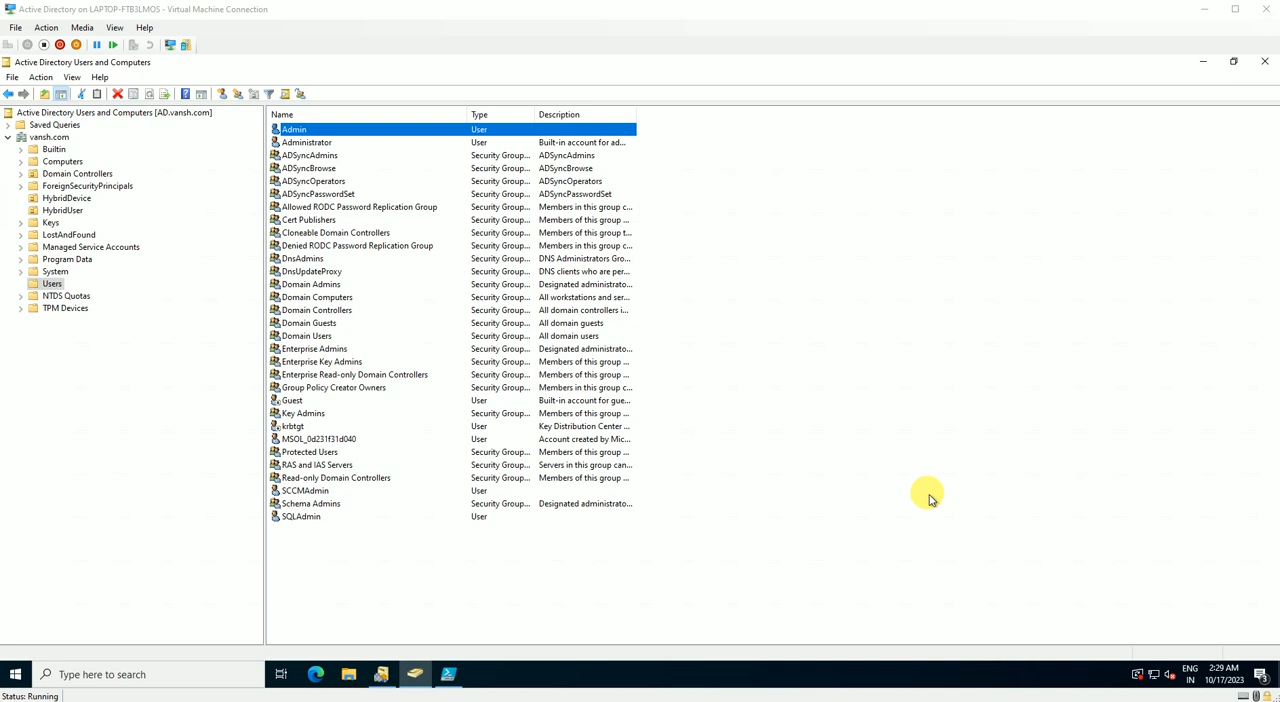 Active Directory on LAPTOP-FTB3LMOS - Virtual Machine Connection
File Action Media View Help
Active Directory Users and Computers
File Action View Help
Active Directory Users and Computers [AD.vansh.com]
Saved Queries
vansh.com
Builtin
Computers
Domain Controllers
ForeignSecurityPrincipals
HybridDevice
HybridUser
Keys
LostAndFound
Managed Service Accounts
Program Data
System
Users
NTDS Quotas
TPM Devices
Name Type Description
Admin User
Administrator User Built-in account for ad...
ADSyncAdmins Security Group... ADSyncAdmins
ADSyncBrowse Security Group... ADSyncBrowse
ADSyncOperators Security Group... ADSyncOperators
ADSyncPasswordSet Security Group... ADSyncPasswordSet
Allowed RODC Password Replication Group Security Group... Members in this group c...
Cert Publishers Security Group... Members of this group ...
Cloneable Domain Controllers Security Group... Members of this group t...
Denied RODC Password Replication Group Security Group... Members in this group c...
DnsAdmins Security Group... DNS Administrators Gro...
DnsUpdateProxy Security Group... DNS clients who are per...
Domain Admins Security Group... Designated administrato...
Domain Computers Security Group... All workstations and ser...
Domain Controllers Security Group... All domain controllers i...
Domain Guests Security Group... All domain guests
Domain Users Security Group... All domain users
Enterprise Admins Security Group... Designated administrato...
Enterprise Key Admins Security Group... Members of this group ...
Enterprise Read-only Domain Controllers Security Group... Members of this group ...
Group Policy Creator Owners Security Group... Members in this group c...
Guest User Built-in account for gue...
Key Admins Security Group... Members of this group ...
krbtgt User Key Distribution Center ...
MSOL_0d231f31d040 User Account created by Mic...
Protected Users Security Group... Members of this group ...
RAS and IAS Servers Security Group... Servers in this group can...
Read-only Domain Controllers Security Group... Members of this group ...
SCCMAdmin User
Schema Admins Security Group... Designated administrato...
SQLAdmin User
Type here to search
ENG 2:29 AM
IN 10/17/2023
3
Status: Running